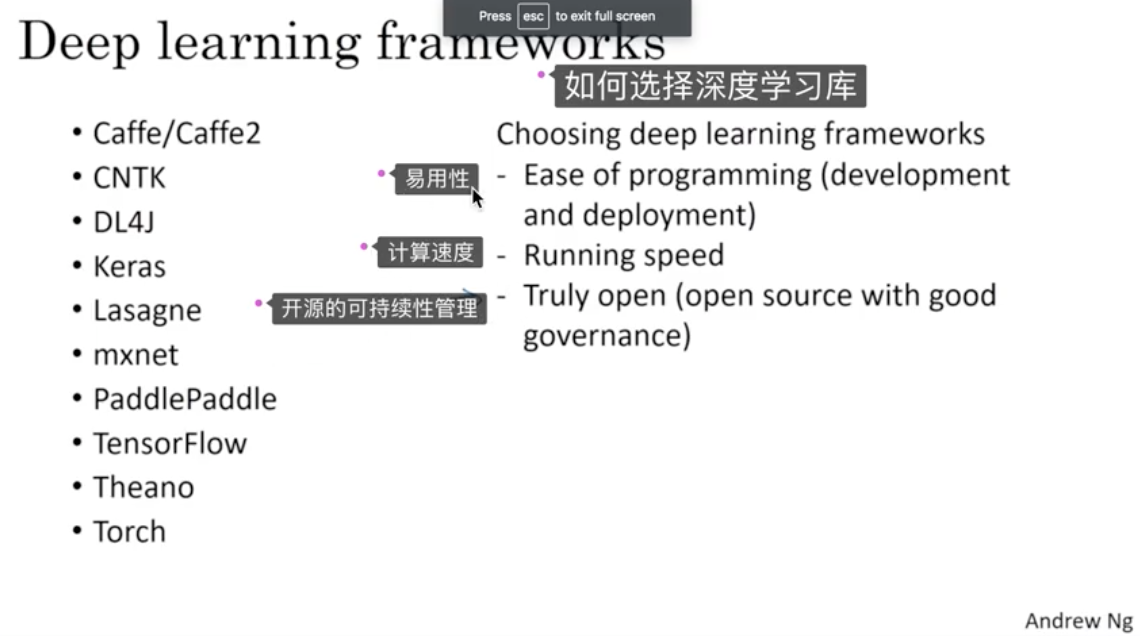 Press esc to exit full screen
Deep learning frameworks
如何选择深度学习库
• Caffe/Caffe2
• CNTK
• DL4J
• Keras
• Lasagne
• mxnet
• PaddlePaddle
• TensorFlow
• Theano
• Torch
Choosing deep learning frameworks
易用性
- Ease of programming (development
and deployment)
计算速度
- Running speed
开源的可持续性管理
- Truly open (open source with good
governance)
Andrew Ng